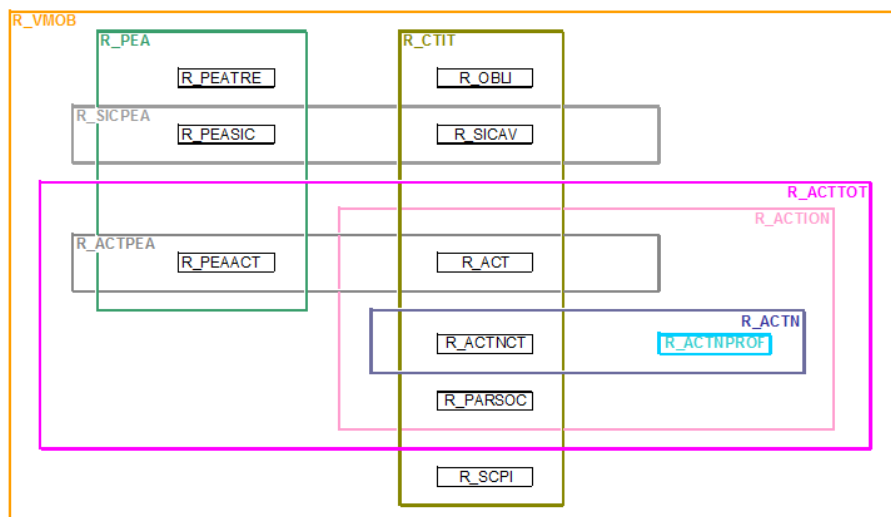 R_VMOB
R_PEA
R_CTIT
R_PEATRE
R_OBLI
R_SICPEA
R_PEASIC
R_SICAV
R_ACTTOT
R_ACTION
R_ACTPEA
R_PEAACT
R_ACT
R_ACTN
R_ACTNCT
R_ACTNPROF
R_PARSOC
R_SCPI